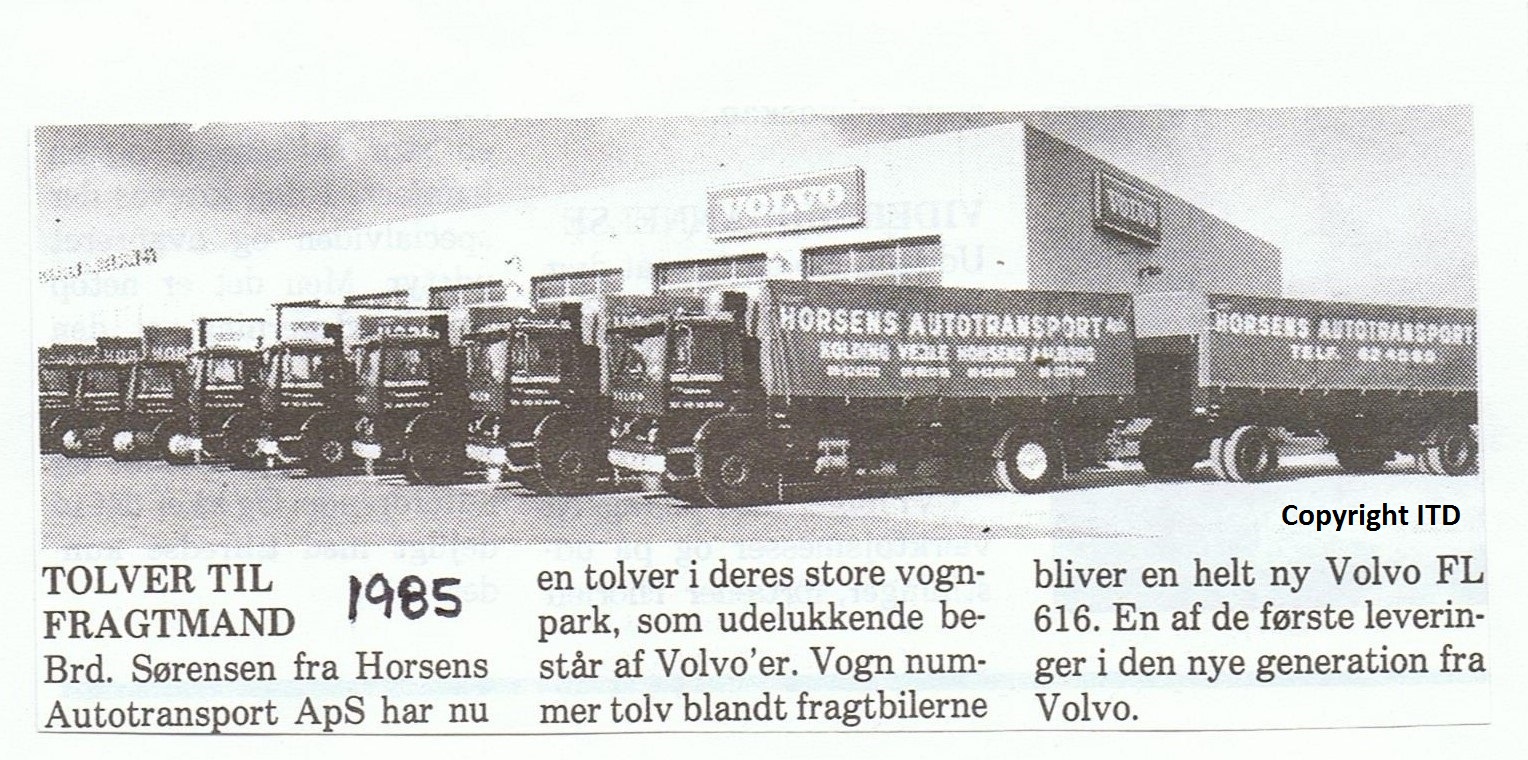 VOLVO
VOLVO
HORSENS AUTOTRANSPORT ApS
KOLDING VEJLE HORSENS AALBORG
HORSENS AUTOTRANSPORT
TELF.
Copyright ITD
TOLVER TIL
FRAGTMAND
1985
Brd. Sørensen fra Horsens
Autotransport ApS har nu
en tolver i deres store vogn-
park, som udelukkende be-
står af Volvo'er. Vogn num-
mer tolv blandt fragtbilerne
bliver en helt ny Volvo FL
616. En af de første leverin-
ger i den nye generation fra
Volvo.